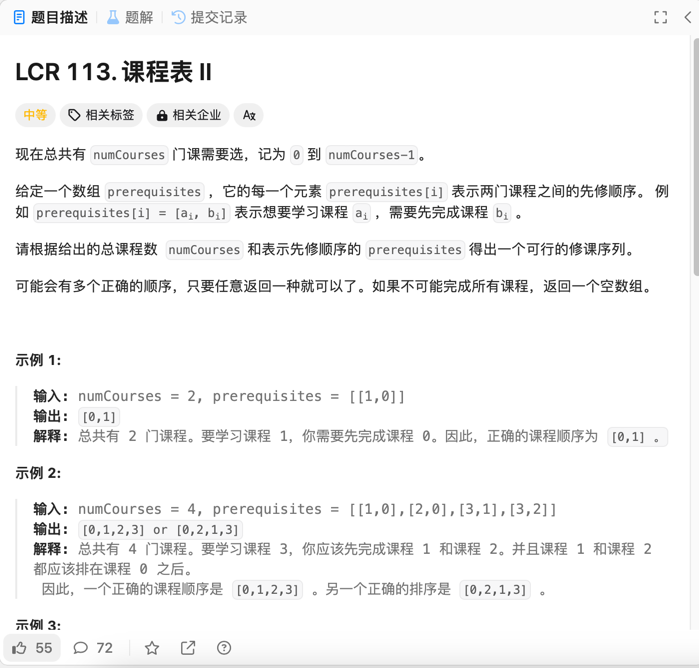 题目描述 题解 提交记录
LCR 113. 课程表 II
中等 相关标签 相关企业 Aあ
现在总共有 numCourses 门课需要选，记为 0 到 numCourses-1。
给定一个数组 prerequisites ，它的每一个元素 prerequisites[i] 表示两门课程之间的先修顺序。 例
如 prerequisites[i] = [ai, bi] 表示想要学习课程 ai ，需要先完成课程 bi 。
请根据给出的总课程数 numCourses 和表示先修顺序的 prerequisites 得出一个可行的修课序列。
可能会有多个正确的顺序，只要任意返回一种就可以了。如果不可能完成所有课程，返回一个空数组。
示例 1:
输入: numCourses = 2, prerequisites = [[1,0]]
输出: [0,1]
解释: 总共有 2 门课程。要学习课程 1，你需要先完成课程 0。因此，正确的课程顺序为 [0,1] 。
示例 2:
输入: numCourses = 4, prerequisites = [[1,0],[2,0],[3,1],[3,2]]
输出: [0,1,2,3] or [0,2,1,3]
解释: 总共有 4 门课程。要学习课程 3，你应该先完成课程 1 和课程 2。并且课程 1 和课程 2
都应该排在课程 0 之后。
因此，一个正确的课程顺序是 [0,1,2,3] 。另一个正确的排序是 [0,2,1,3] 。
示例 3:
55 72